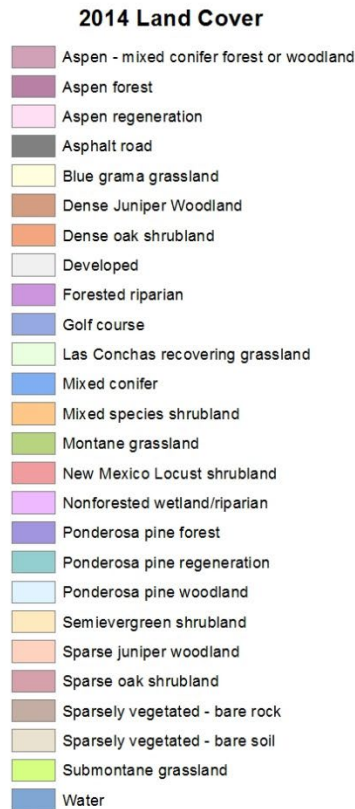 2014 Land Cover
Aspen - mixed conifer forest or woodland
Aspen forest
Aspen regeneration
Asphalt road
Blue grama grassland
Dense Juniper Woodland
Dense oak shrubland
Developed
Forested riparian
Golf course
Las Conchas recovering grassland
Mixed conifer
Mixed species shrubland
Montane grassland
New Mexico Locust shrubland
Nonforested wetland/riparian
Ponderosa pine forest
Ponderosa pine regeneration
Ponderosa pine woodland
Semievergreen shrubland
Sparse juniper woodland
Sparse oak shrubland
Sparsely vegetated - bare rock
Sparsely vegetated - bare soil
Submontane grassland
Water